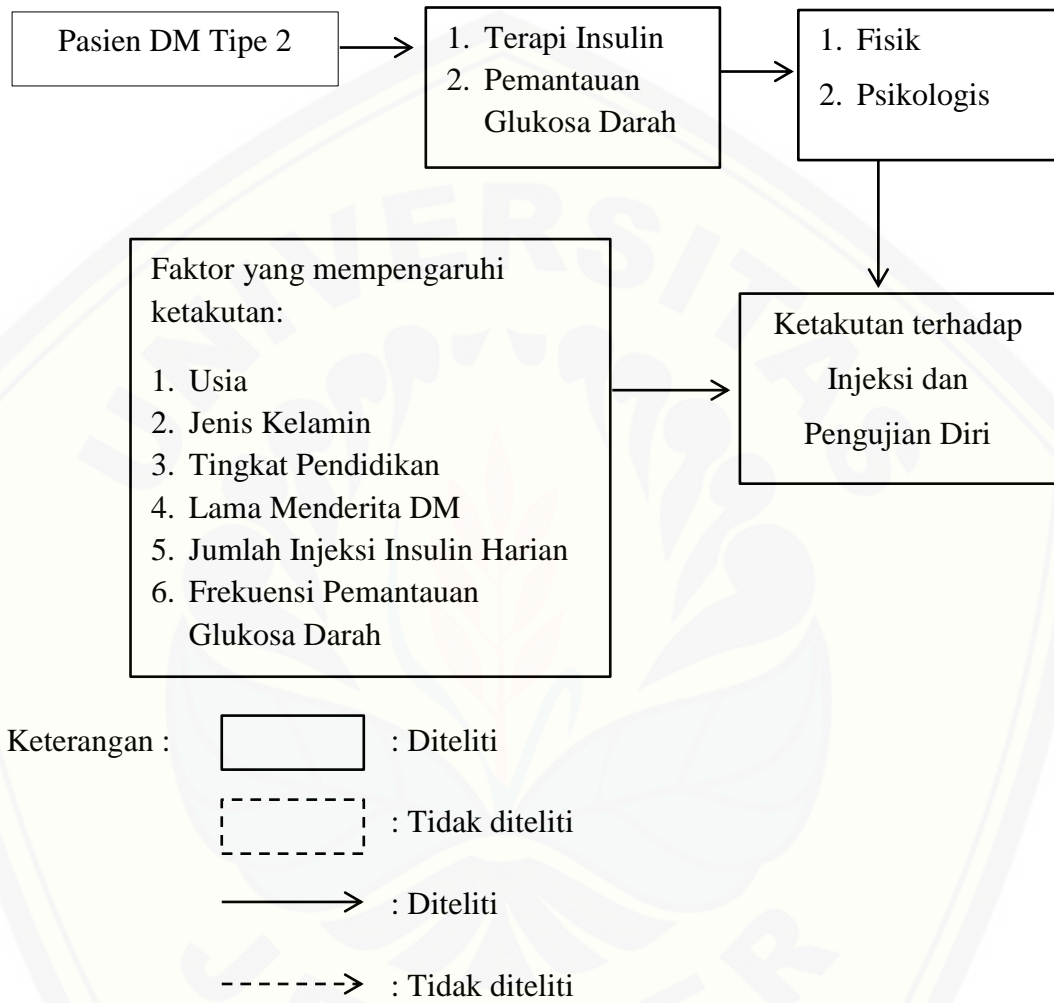 Pasien DM Tipe 2
1. Terapi Insulin
2. Pemantauan
Glukosa Darah
1. Fisik
2. Psikologis
Faktor yang mempengaruhi
ketakutan:
1. Usia
2. Jenis Kelamin
3. Tingkat Pendidikan
4. Lama Menderita DM
5. Jumlah Injeksi Insulin Harian
6. Frekuensi Pemantauan
Glukosa Darah
Ketakutan terhadap
Injeksi dan
Pengujian Diri
Keterangan :
: Diteliti
: Tidak diteliti
: Diteliti
: Tidak diteliti
UNIVERSITAS
JEMBER